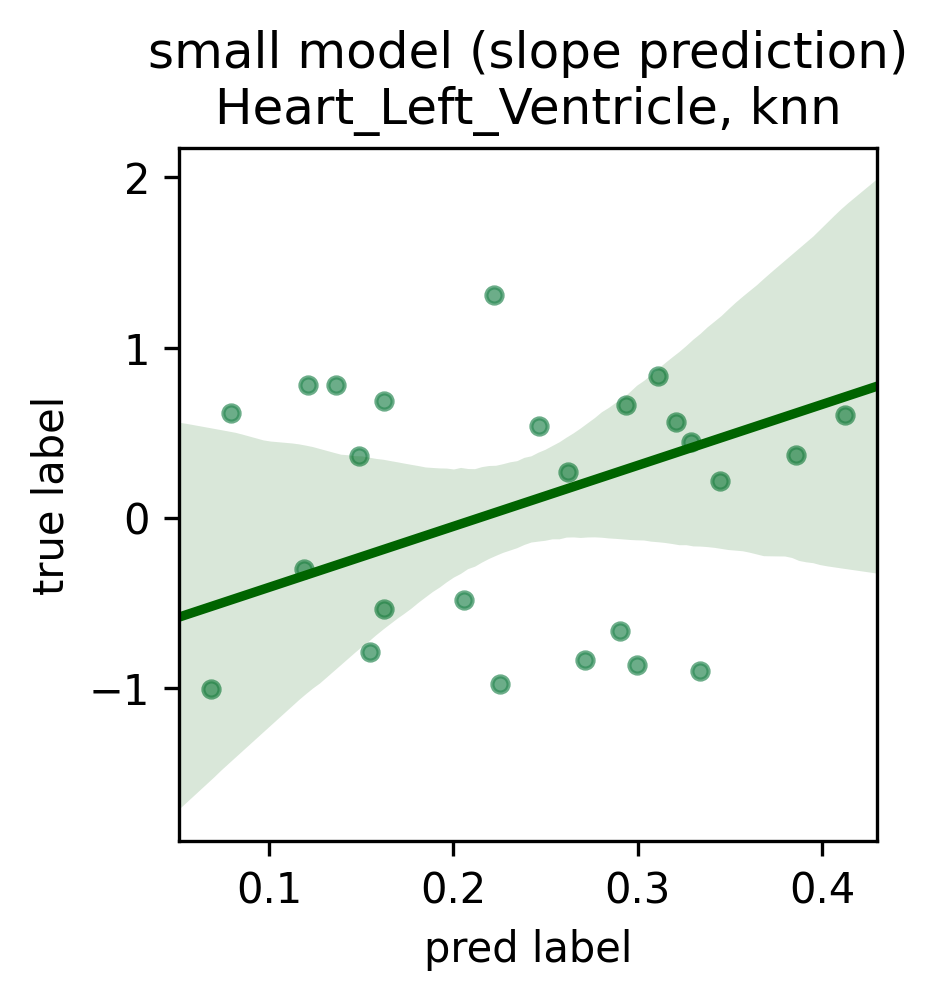 small model (slope prediction)
Heart_Left_Ventricle, knn
2
1
0
−1
true label
0.1 0.2 0.3 0.4
pred label